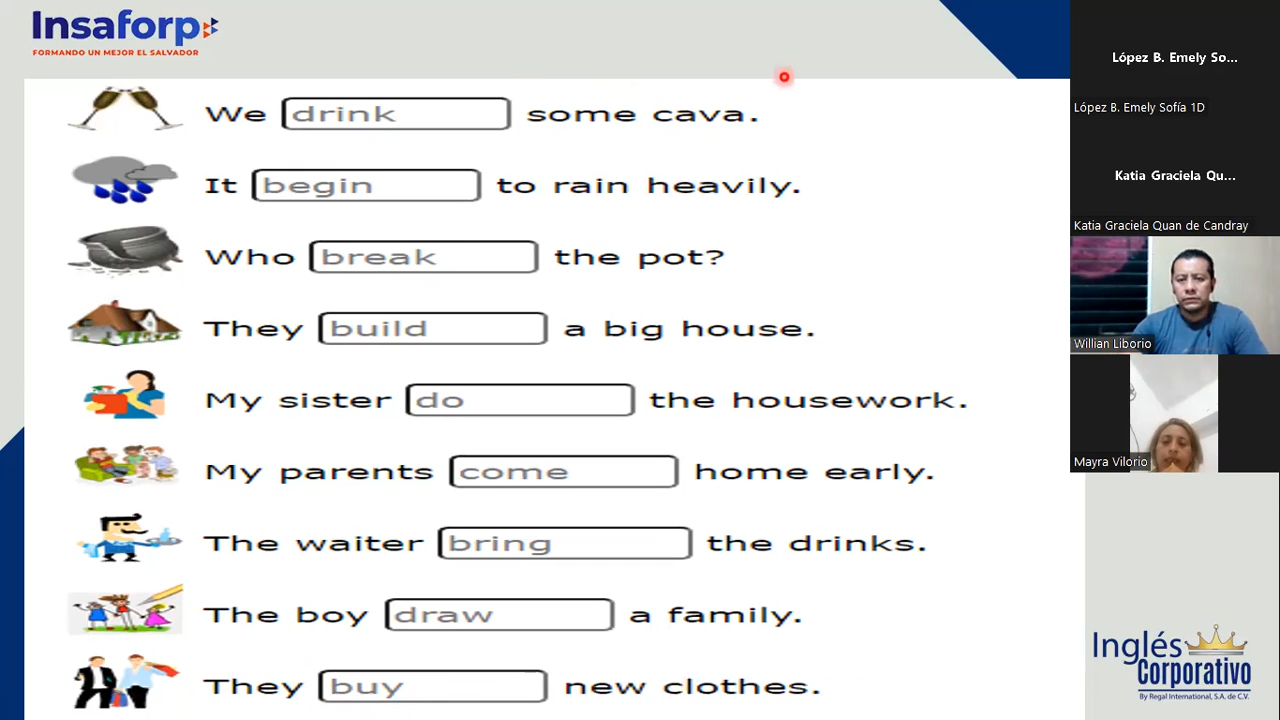 Insaforp
FORMANDO UN MEJOR EL SALVADOR
We drink some cava.
It begin to rain heavily.
Who break the pot?
They build a big house.
My sister do the housework.
My parents come home early.
The waiter bring the drinks.
The boy draw a family.
They buy new clothes.
López B. Emely So...
López B. Emely Sofía 1D
Katia Graciela Qu...
Katia Graciela Quan de Candray
Willian Liborio
Mayra Vilorio
Inglés
Corporativo
By Regal International, S.A. de C.V.